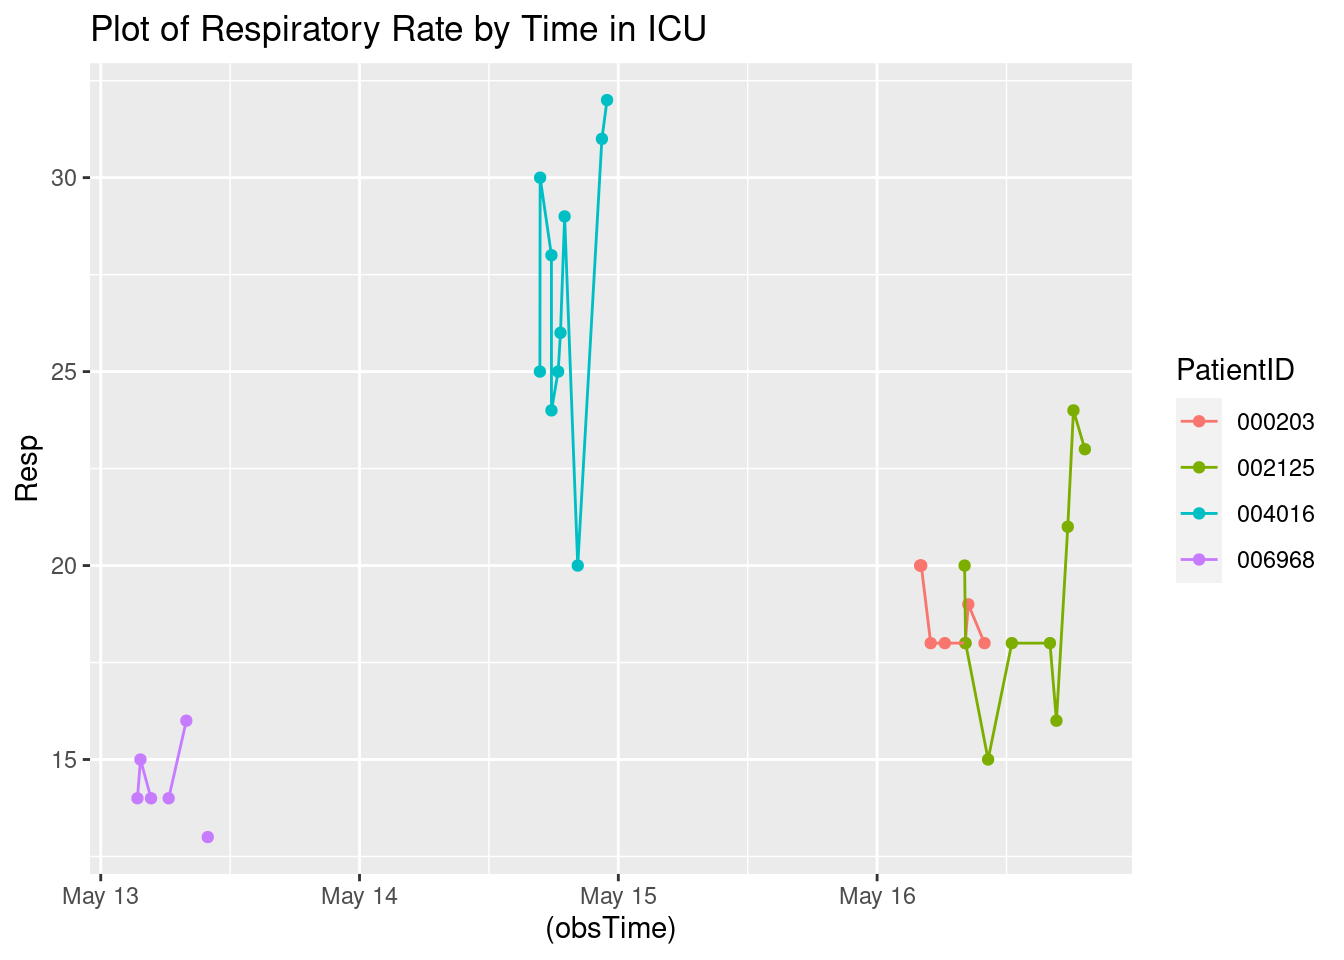 Plot of Respiratory Rate by Time in ICU
Resp
30
25
20
15
May 13
May 14
May 15
May 16
(obsTime)
PatientID
000203
002125
004016
006968